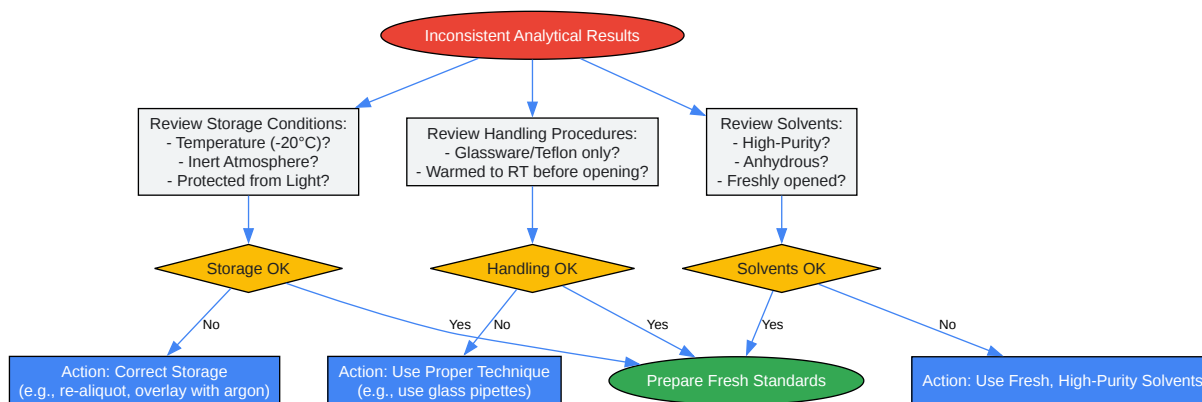 Inconsistent Analytical Results
Review Storage Conditions:
- Temperature (-20°C)?
- Inert Atmosphere?
- Protected from Light?
Review Handling Procedures:
- Glassware/Teflon only?
- Warmed to RT before opening?
Review Solvents:
- High-Purity?
- Anhydrous?
- Freshly opened?
Storage OK
Handling OK
Solvents OK
No
Yes
No
Yes
Yes
No
Action: Correct Storage
(e.g., re-aliquot, overlay with argon)
Action: Use Proper Technique
(e.g., use glass pipettes)
Prepare Fresh Standards
Action: Use Fresh, High-Purity Solvents